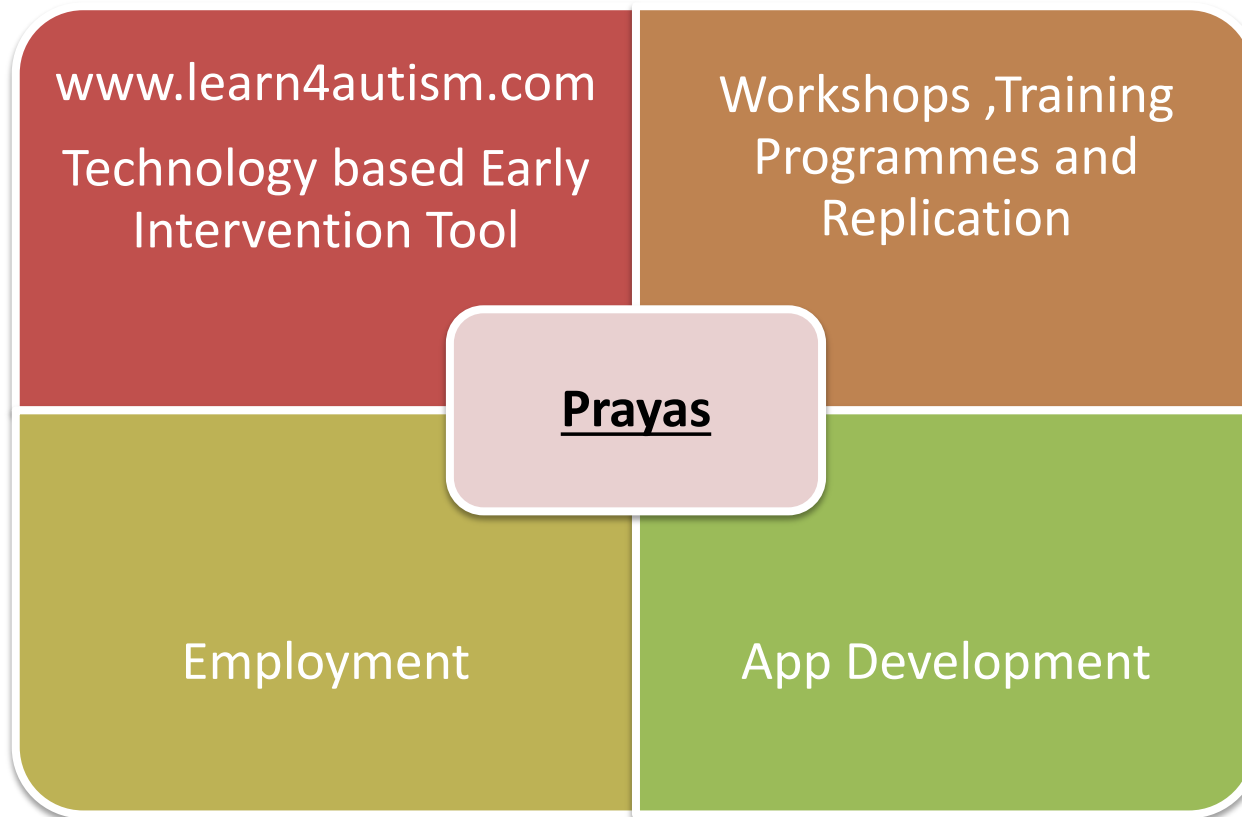 www.learn4autism.com
Technology based Early
Intervention Tool
Workshops ,Training
Programmes and
Replication
Prayas
Employment
App Development